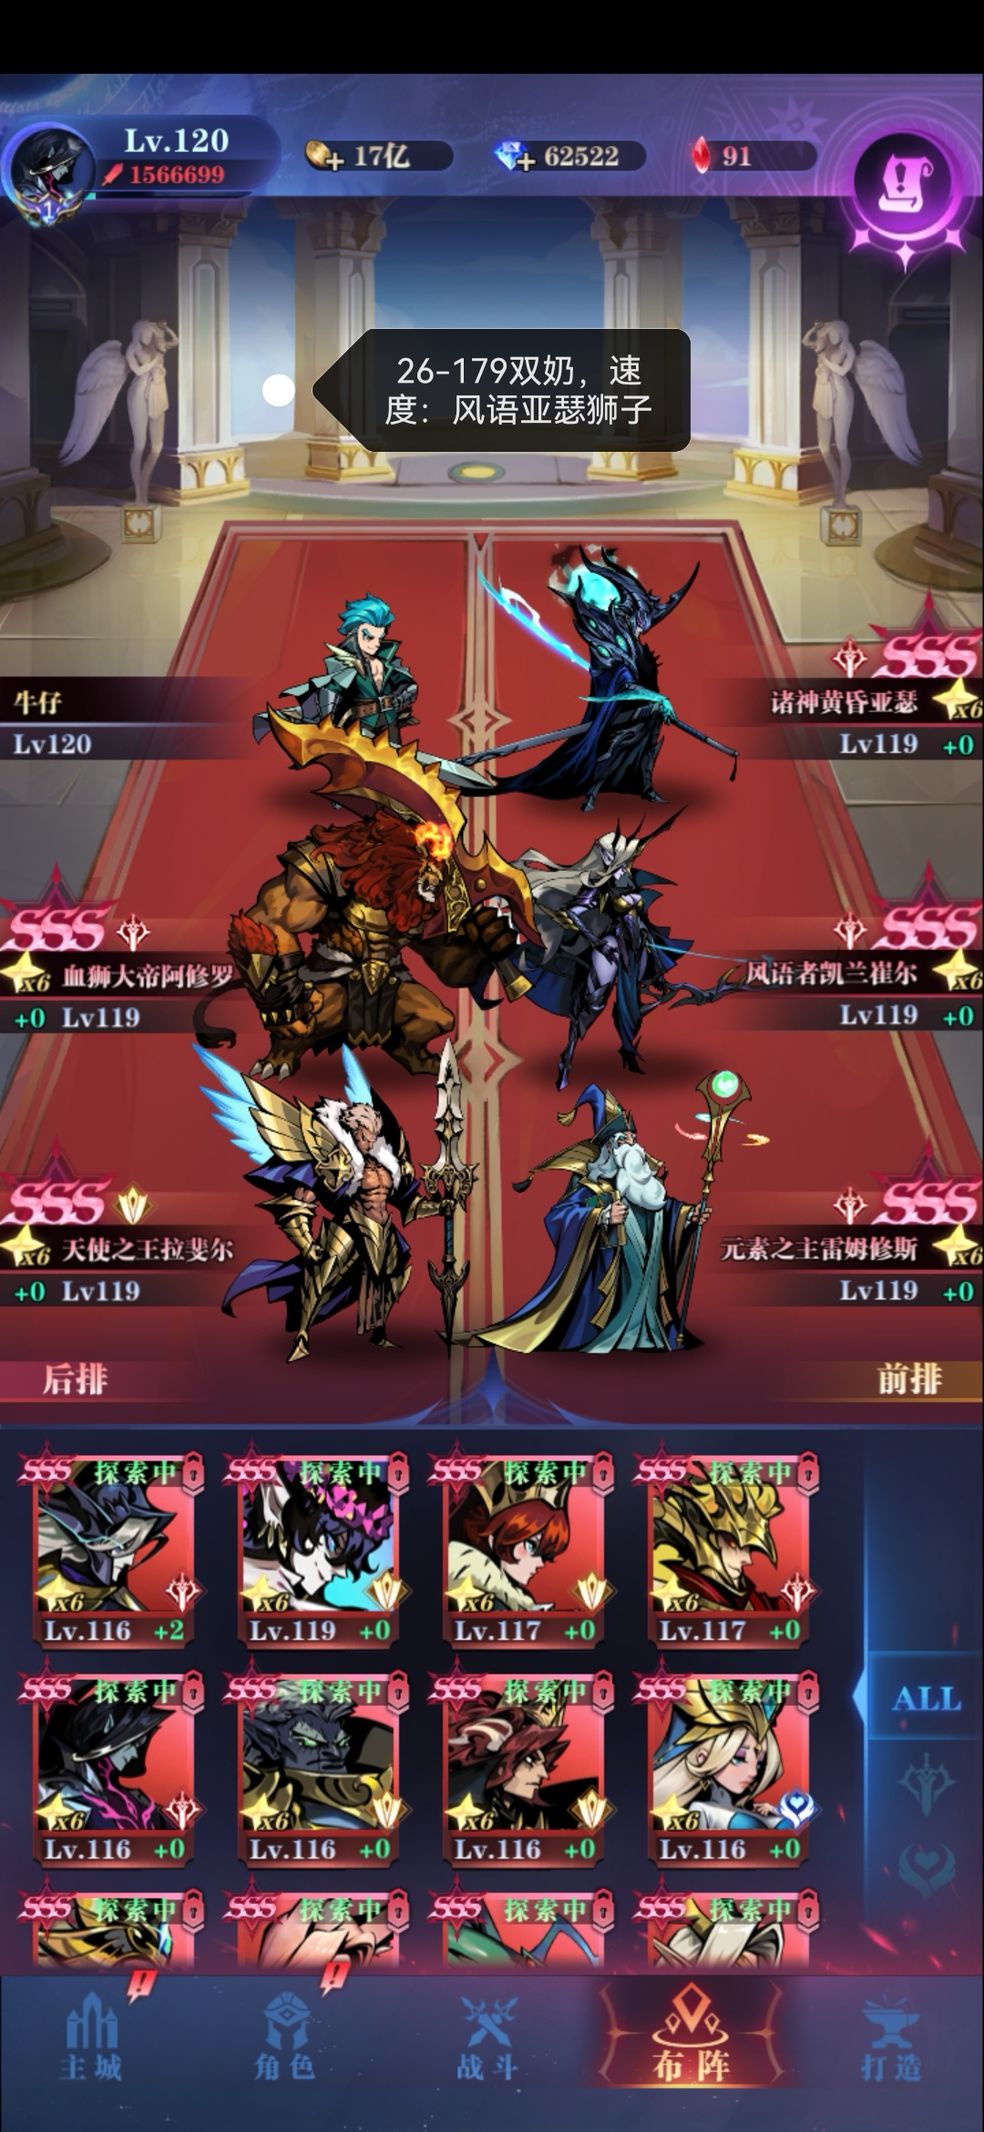 Lv.120
1566699
17亿
62522
91
1
26-179双奶，速
度：风语亚瑟狮子
SSS
牛仔
诸神黄昏亚瑟
x6
Lv120
Lv119 +0
SSS
SSS
x6 血狮大帝阿修罗
风语者凯兰崔尔 x6
+0 Lv119
Lv119 +0
SSS
SSS
x6 天使之王拉斐尔
元素之主雷姆修斯 x6
+0 Lv119
Lv119 +0
后排
前排
SSS 探索中
SSS 探索中
SSS 探索中
SSS 探索中
x6
x6
x6
x6
Lv.116 +2
Lv.119 +0
Lv.117 +0
Lv.117 +0
SSS 探索中
SSS 探索中
SSS 探索中
SSS 探索中
ALL
x6
x6
x6
x6
Lv.116 +0
Lv.116 +0
Lv.116 +0
Lv.116 +0
SSS 探索中
SSS 探索中
SSS 探索中
SSS 探索中
主城
角色
战斗
布阵
打造